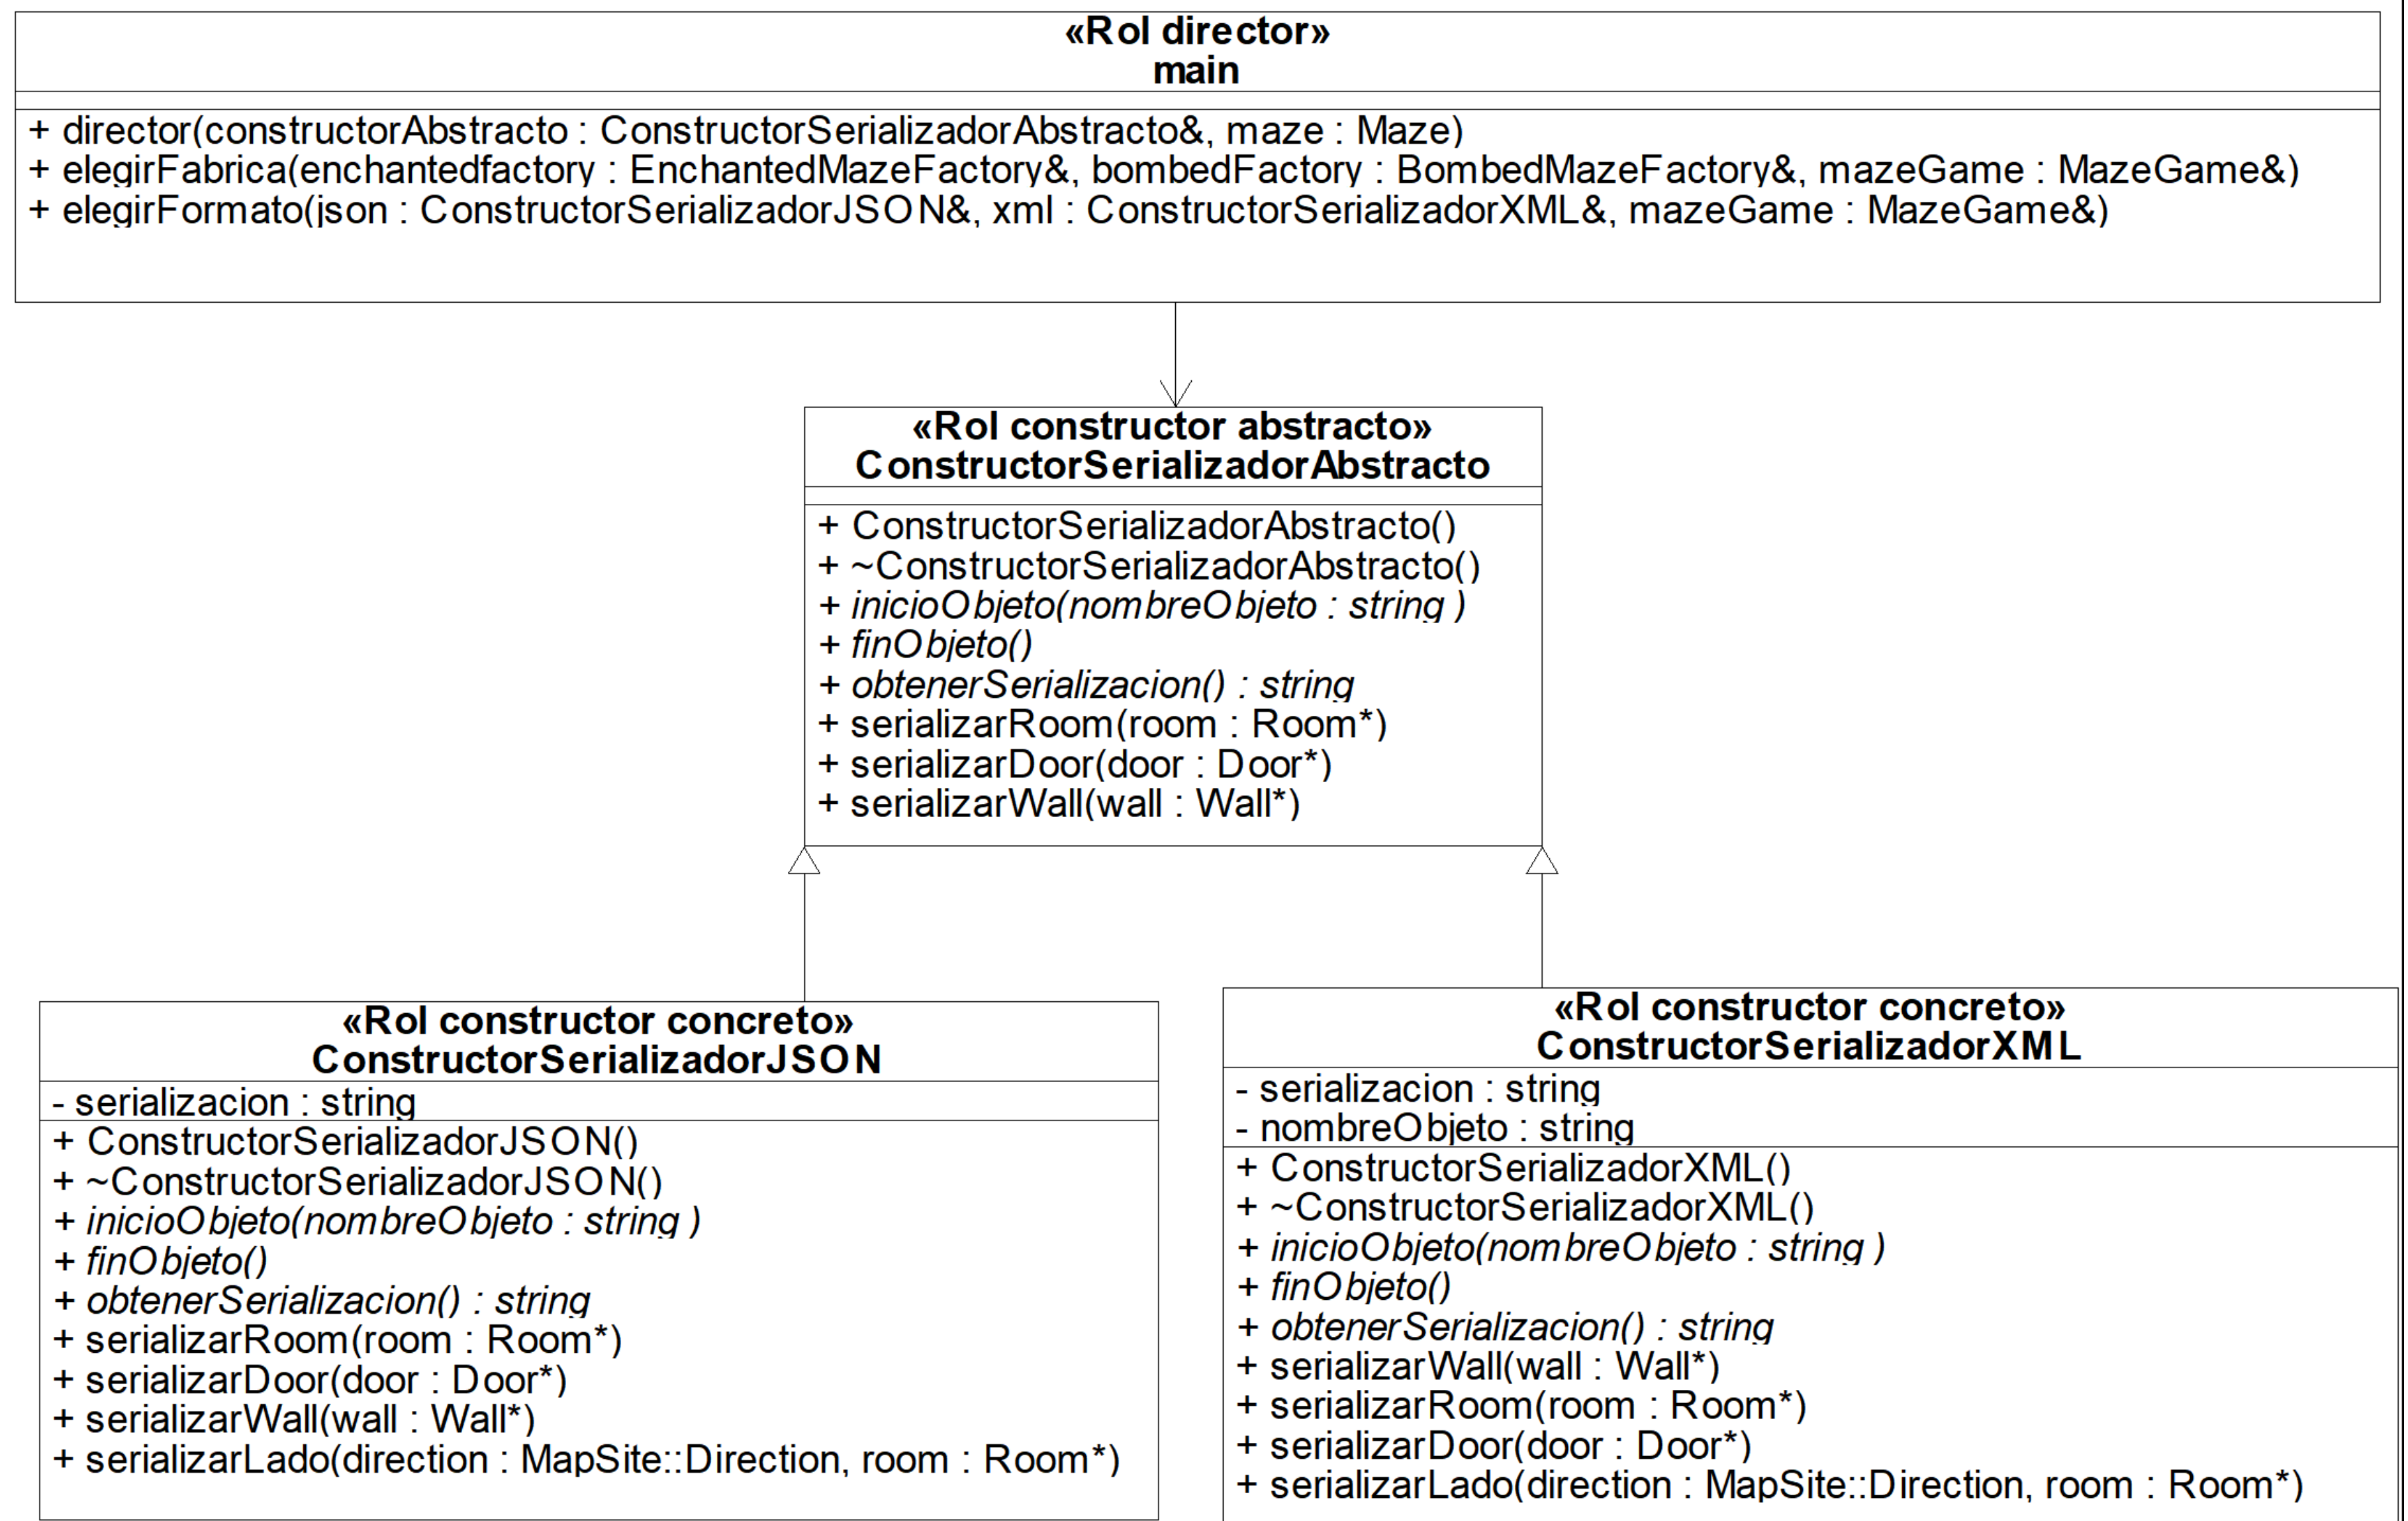 «Rol director»
main
+ director(constructorAbstracto : ConstructorSerializadorAbstracto&, maze : Maze)
+ elegirFabrica(enchantedfactory : EnchantedMazeFactory&, bombedFactory : BombedMazeFactory&, mazeGame : MazeGame&)
+ elegirFormato(json : ConstructorSerializadorJSON&, xml : ConstructorSerializadorXML&, mazeGame : MazeGame&)
«Rol constructor abstracto»
ConstructorSerializadorAbstracto
+ ConstructorSerializadorAbstracto()
+ ~ConstructorSerializadorAbstracto()
+ inicioObjeto(nombreObjeto : string )
+ finObjeto()
+ obtenerSerializacion() : string
+ serializarRoom(room : Room*)
+ serializarDoor(door : Door*)
+ serializarWall(wall : Wall*)
«Rol constructor concreto»
ConstructorSerializadorJSON
- serializacion : string
+ ConstructorSerializadorJSON()
+ ~ConstructorSerializadorJSON()
+ inicioObjeto(nombreObjeto : string )
+ finObjeto()
+ obtenerSerializacion() : string
+ serializarRoom(room : Room*)
+ serializarDoor(door : Door*)
+ serializarWall(wall : Wall*)
+ serializarLado(direction : MapSite::Direction, room : Room*)
«Rol constructor concreto»
ConstructorSerializadorXML
- serializacion : string
- nombreObjeto : string
+ ConstructorSerializadorXML()
+ ~ConstructorSerializadorXML()
+ inicioObjeto(nombreObjeto : string )
+ finObjeto()
+ obtenerSerializacion() : string
+ serializarWall(wall : Wall*)
+ serializarRoom(room : Room*)
+ serializarDoor(door : Door*)
+ serializarLado(direction : MapSite::Direction, room : Room*)